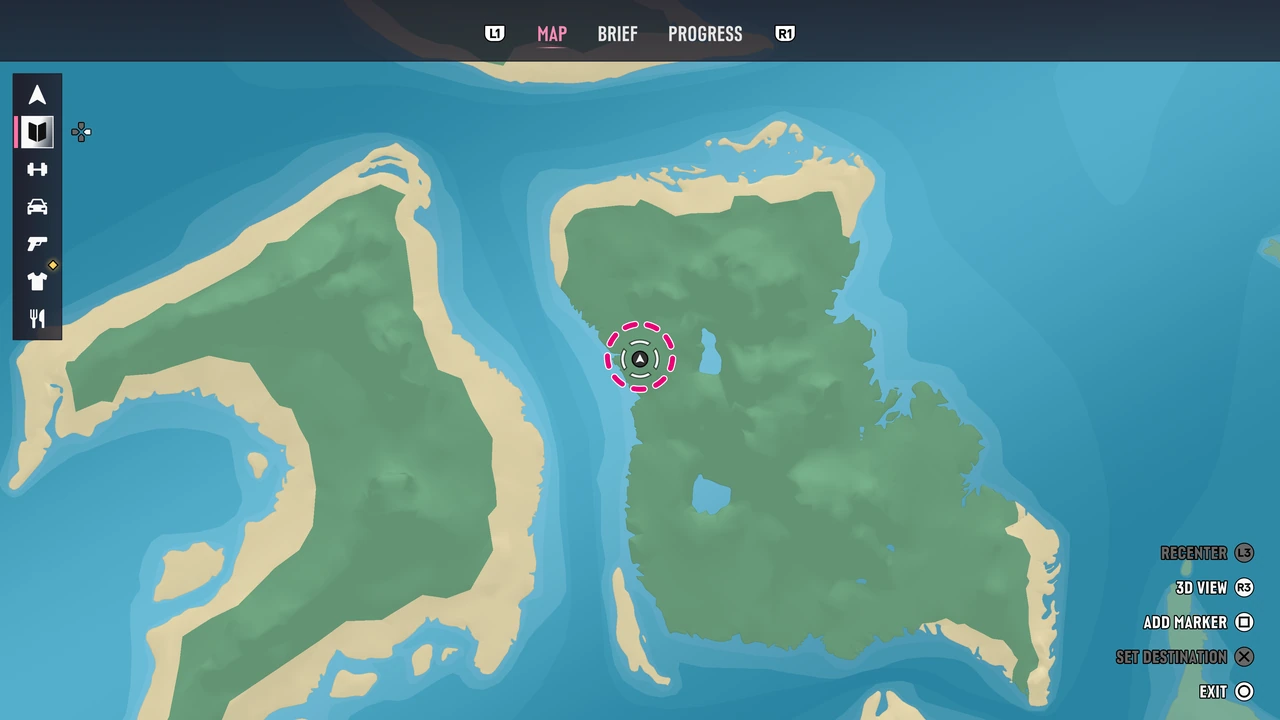 L1 MAP BRIEF PROGRESS R1
RECENTER L3
3D VIEW R3
ADD MARKER
SET DESTINATION
EXIT